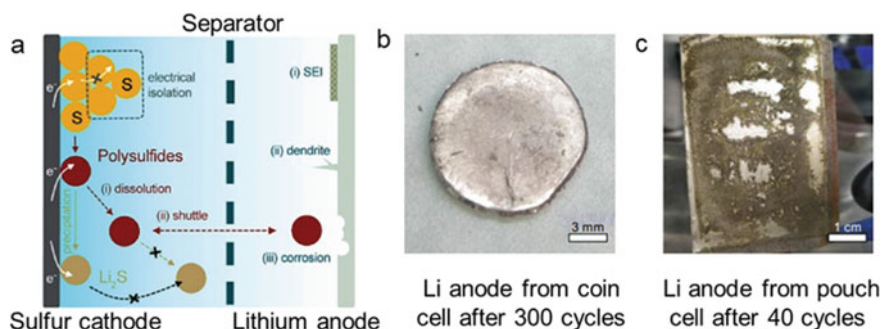 Separator
a
b
c
e⁻
S
S
electrical
isolation
(i) SEI
(ii) dendrite
e⁻
Polysulfides
(i) dissolution
(ii) shuttle
(iii) corrosion
precipitation
e⁻
Li₂S
Sulfur cathode
Lithium anode
3 mm
Li anode from coin
cell after 300 cycles
1 cm
Li anode from pouch
cell after 40 cycles